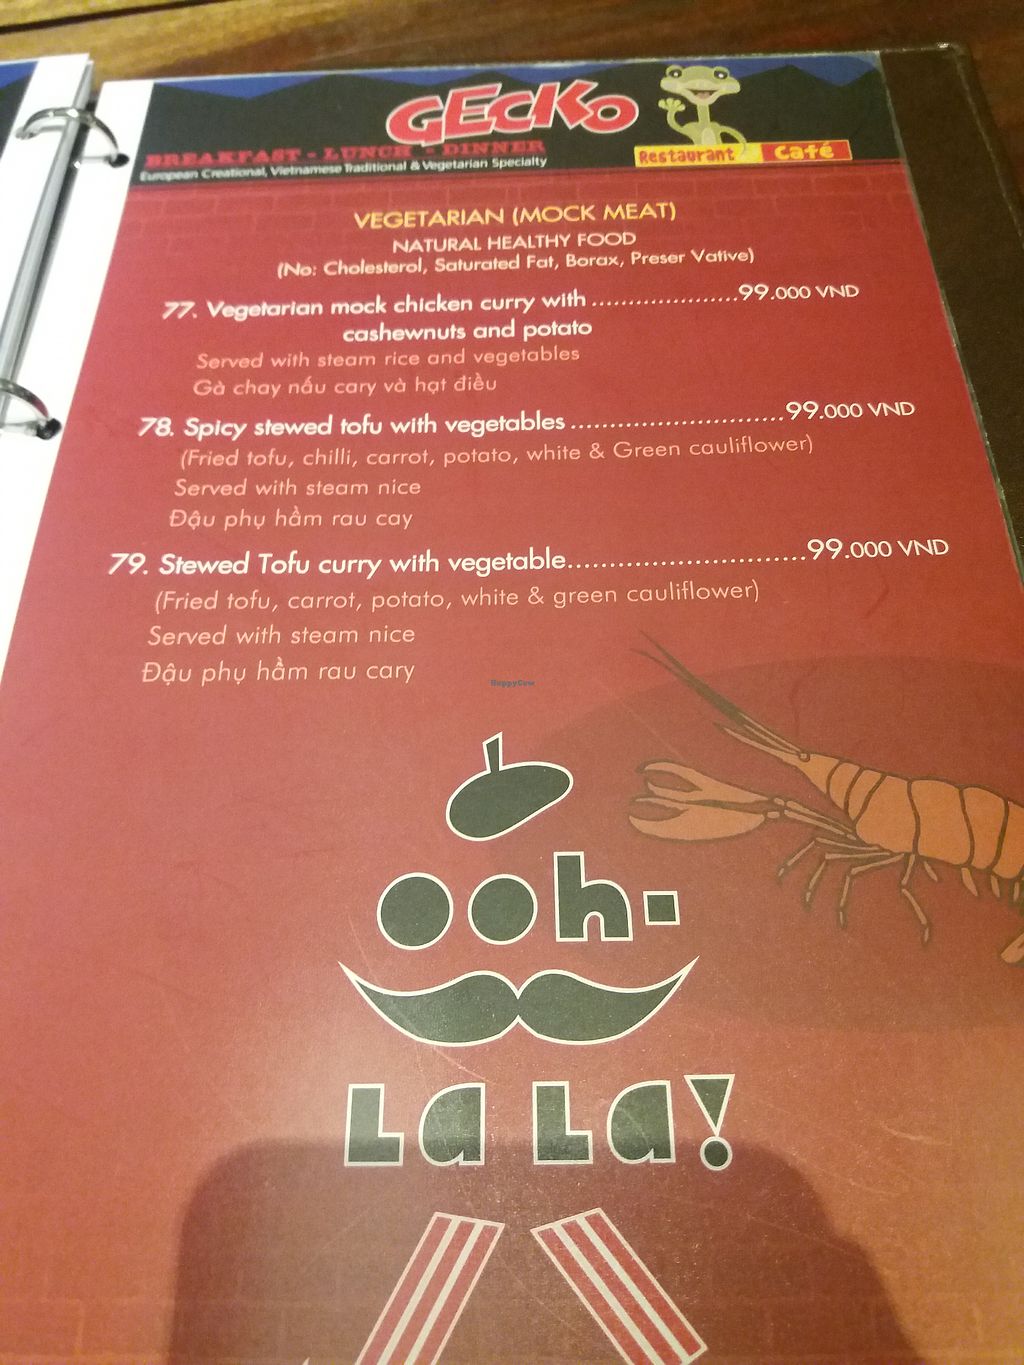 GECKO
BREAKFAST - LUNCH - DINNER
European Creational, Vietnamese Traditional & Vegetarian Specialty
Restaurant Café
VEGETARIAN (MOCK MEAT)
NATURAL HEALTHY FOOD
(No: Cholesterol, Saturated Fat, Borax, Preser Vative)
77. Vegetarian mock chicken curry with ....................99.000 VND
cashewnuts and potato
Served with steam rice and vegetables
Gà chay nấu cary và hạt điều
78. Spicy stewed tofu with vegetables ...........................99.000 VND
(Fried tofu, chilli, carrot, potato, white & Green cauliflower)
Served with steam nice
Đậu phụ hầm rau cay
79. Stewed Tofu curry with vegetable............................99.000 VND
(Fried tofu, carrot, potato, white & green cauliflower)
Served with steam nice
Đậu phụ hầm rau cary
HappyCow
ooh-
La La!